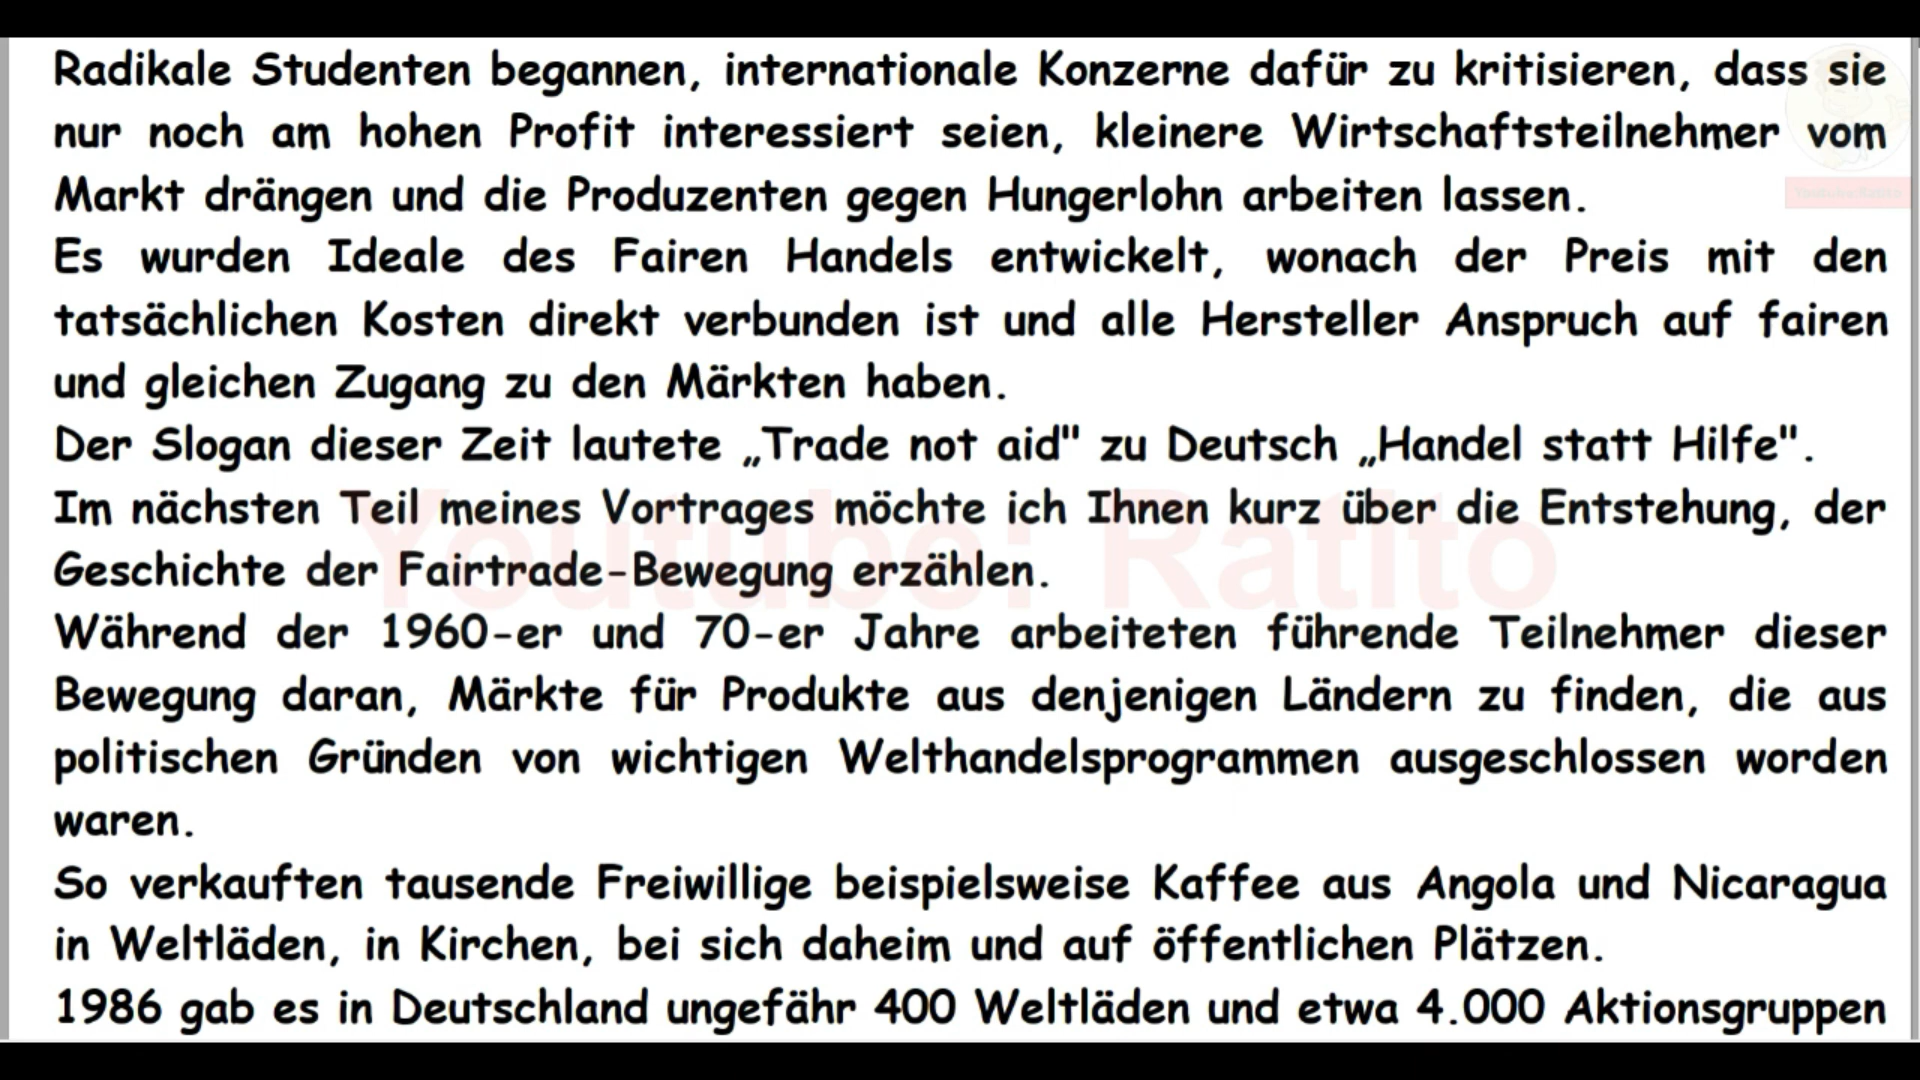 Radikale Studenten begannen, internationale Konzerne dafür zu kritisieren, dass sie
nur noch am hohen Profit interessiert seien, kleinere Wirtschaftsteilnehmer vom
Markt drängen und die Produzenten gegen Hungerlohn arbeiten lassen.
Es wurden Ideale des Fairen Handels entwickelt, wonach der Preis mit den
tatsächlichen Kosten direkt verbunden ist und alle Hersteller Anspruch auf fairen
und gleichen Zugang zu den Märkten haben.
Der Slogan dieser Zeit lautete „Trade not aid" zu Deutsch „Handel statt Hilfe".
Im nächsten Teil meines Vortrages möchte ich Ihnen kurz über die Entstehung, der
Geschichte der Fairtrade-Bewegung erzählen.
Während der 1960-er und 70-er Jahre arbeiteten führende Teilnehmer dieser
Bewegung daran, Märkte für Produkte aus denjenigen Ländern zu finden, die aus
politischen Gründen von wichtigen Welthandelsprogrammen ausgeschlossen worden
waren.
So verkauften tausende Freiwillige beispielsweise Kaffee aus Angola und Nicaragua
in Weltläden, in Kirchen, bei sich daheim und auf öffentlichen Plätzen.
1986 gab es in Deutschland ungefähr 400 Weltläden und etwa 4.000 Aktionsgruppen
Youtube: Ratito
Youtube:Ratito